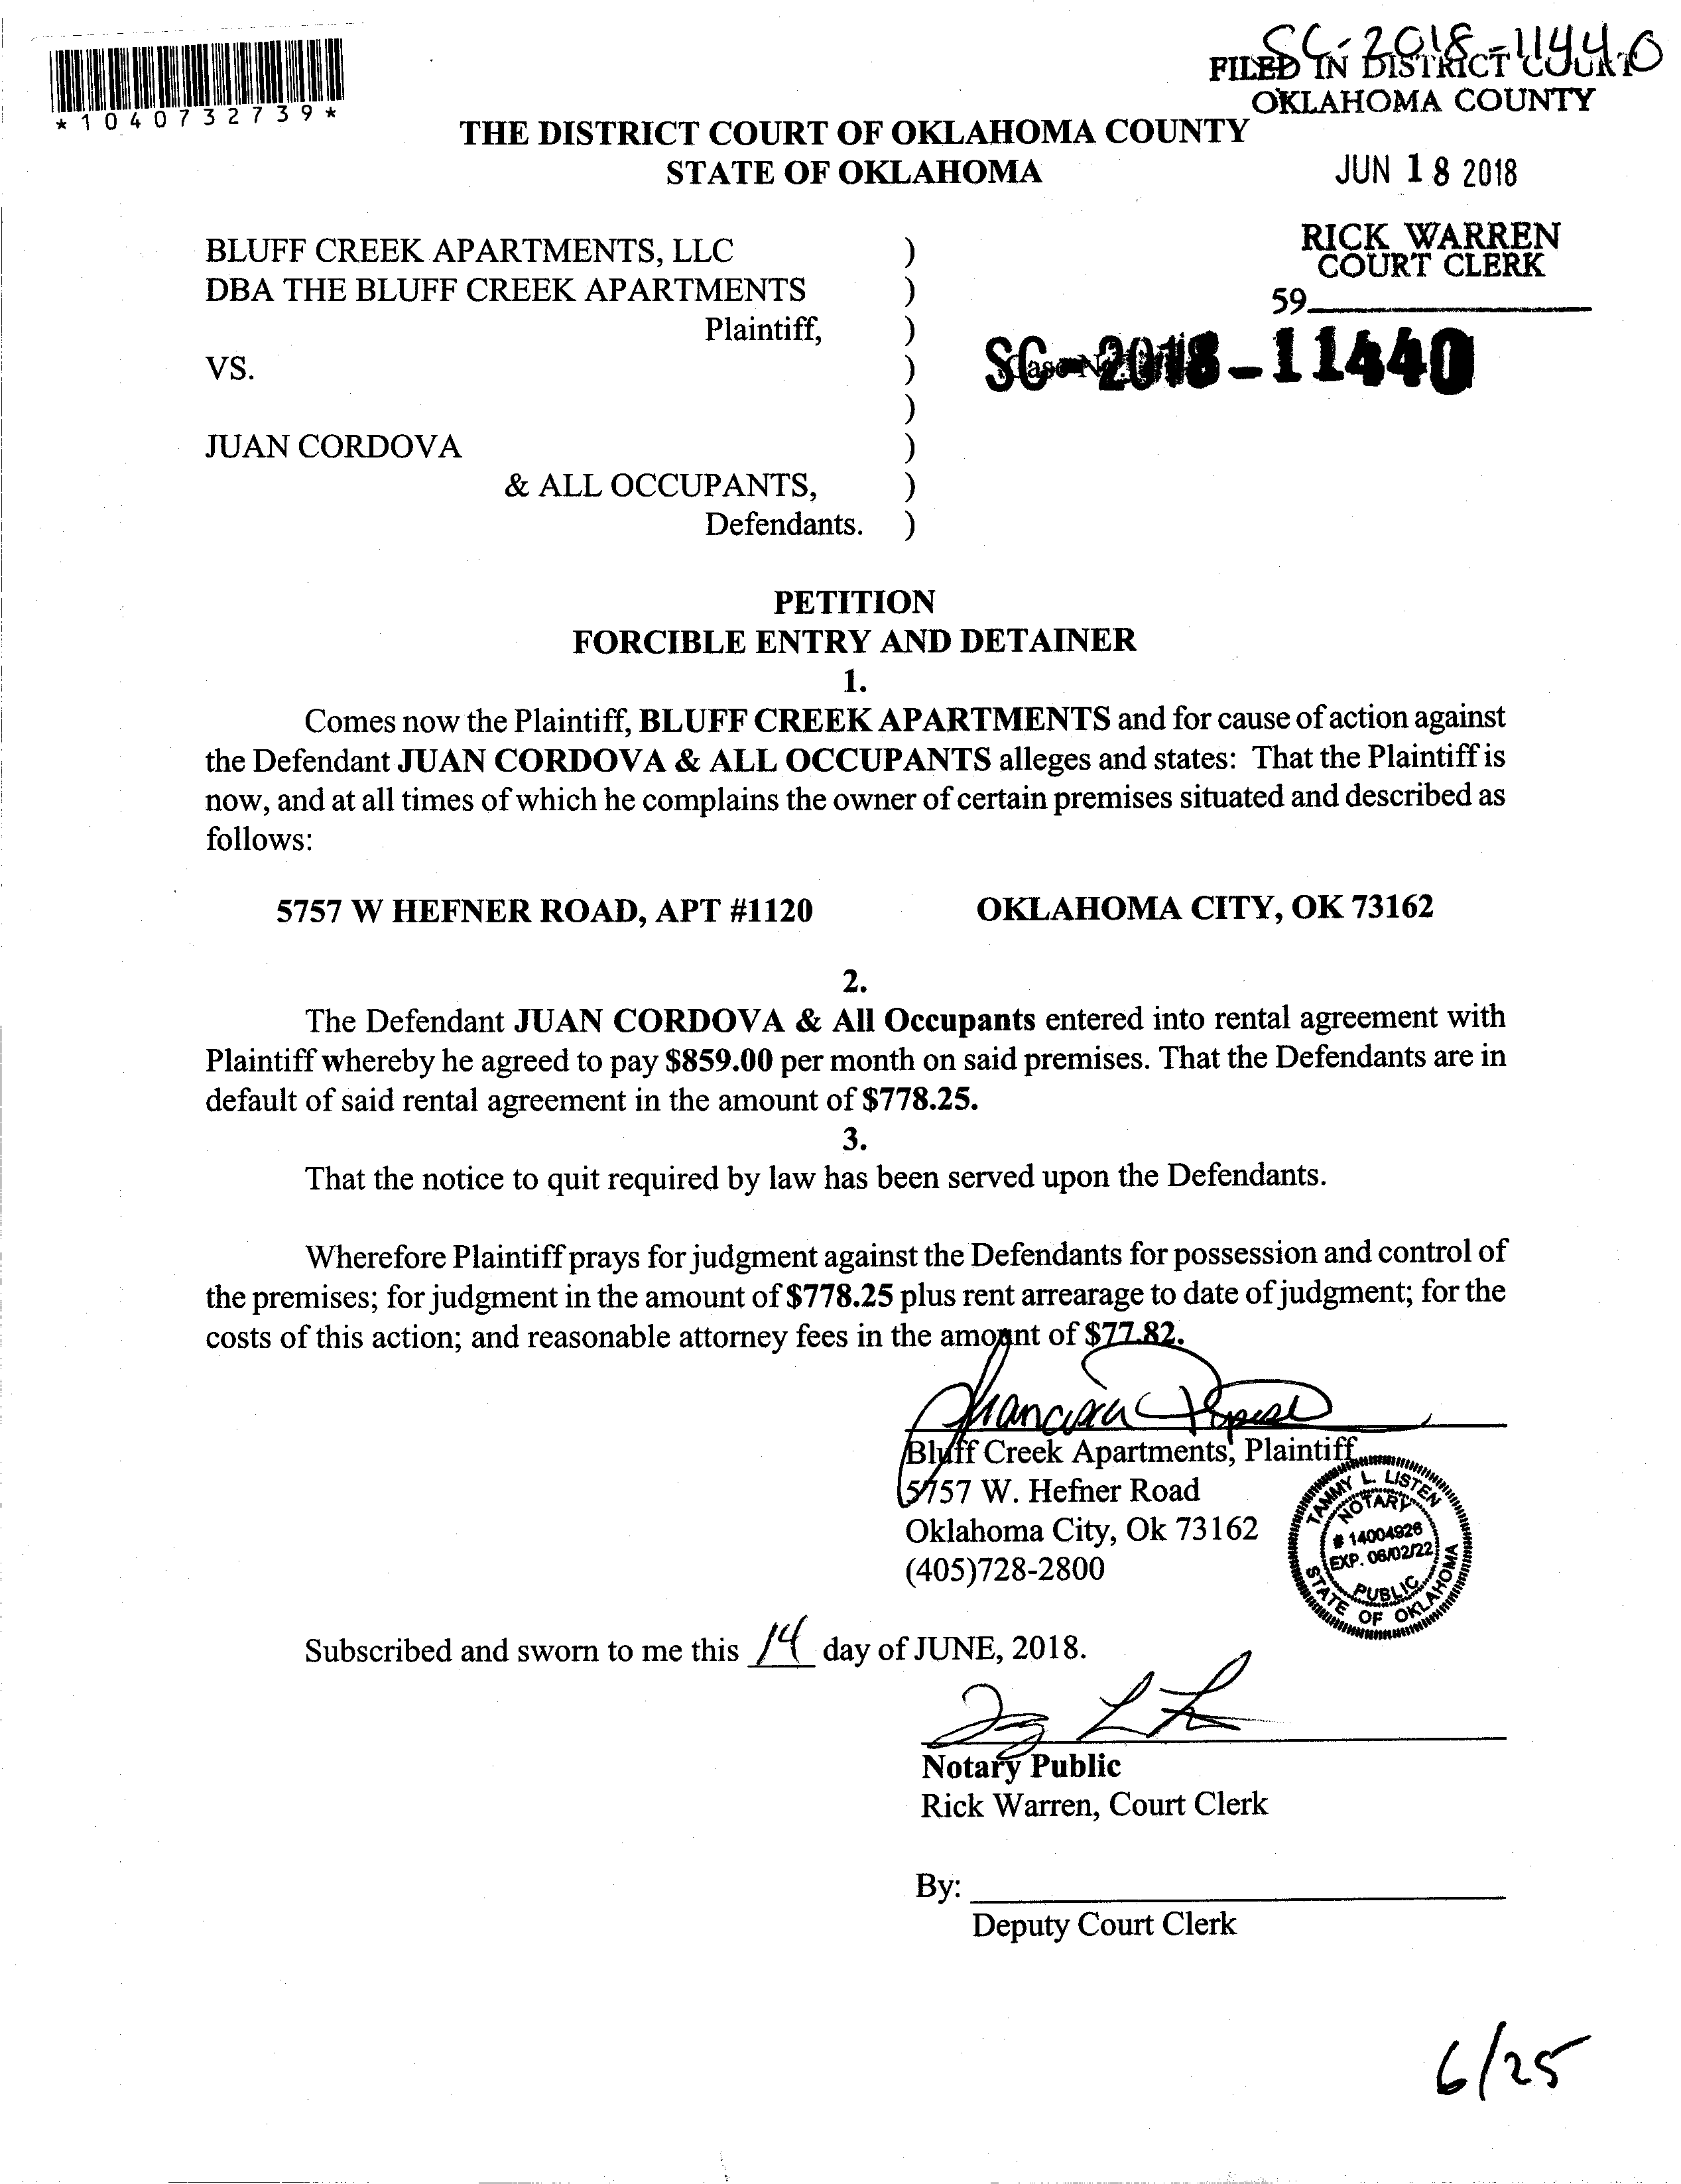 SC-2018-11440
FILED IN DISTRICT COURT
OKLAHOMA COUNTY
*1040732739*
THE DISTRICT COURT OF OKLAHOMA COUNTY
STATE OF OKLAHOMA
JUN 18 2018
RICK WARREN
COURT CLERK
59
BLUFF CREEK APARTMENTS, LLC )
DBA THE BLUFF CREEK APARTMENTS )
Plaintiff, )
VS. )
SC-2018-11440
)
JUAN CORDOVA )
& ALL OCCUPANTS, )
Defendants. )
PETITION
FORCIBLE ENTRY AND DETAINER
1.
Comes now the Plaintiff, BLUFF CREEK APARTMENTS and for cause of action against
the Defendant JUAN CORDOVA & ALL OCCUPANTS alleges and states: That the Plaintiff is
now, and at all times of which he complains the owner of certain premises situated and described as
follows:
5757 W HEFNER ROAD, APT #1120 OKLAHOMA CITY, OK 73162
2.
The Defendant JUAN CORDOVA & All Occupants entered into rental agreement with
Plaintiff whereby he agreed to pay $859.00 per month on said premises. That the Defendants are in
default of said rental agreement in the amount of $778.25.
3.
That the notice to quit required by law has been served upon the Defendants.
Wherefore Plaintiff prays for judgment against the Defendants for possession and control of
the premises; for judgment in the amount of $778.25 plus rent arrearage to date of judgment; for the
costs of this action; and reasonable attorney fees in the amount of $77.82.
Bluff Creek Apartments, Plaintiff
5757 W. Hefner Road
Oklahoma City, Ok 73162
(405)728-2800
TAMMY L. LISTEN
NOTARY
# 14004926
EXP. 06/02/22
PUBLIC
STATE OF OKLAHOMA
Subscribed and sworn to me this 14 day of JUNE, 2018.
Notary Public
Rick Warren, Court Clerk
By:
Deputy Court Clerk
6/25